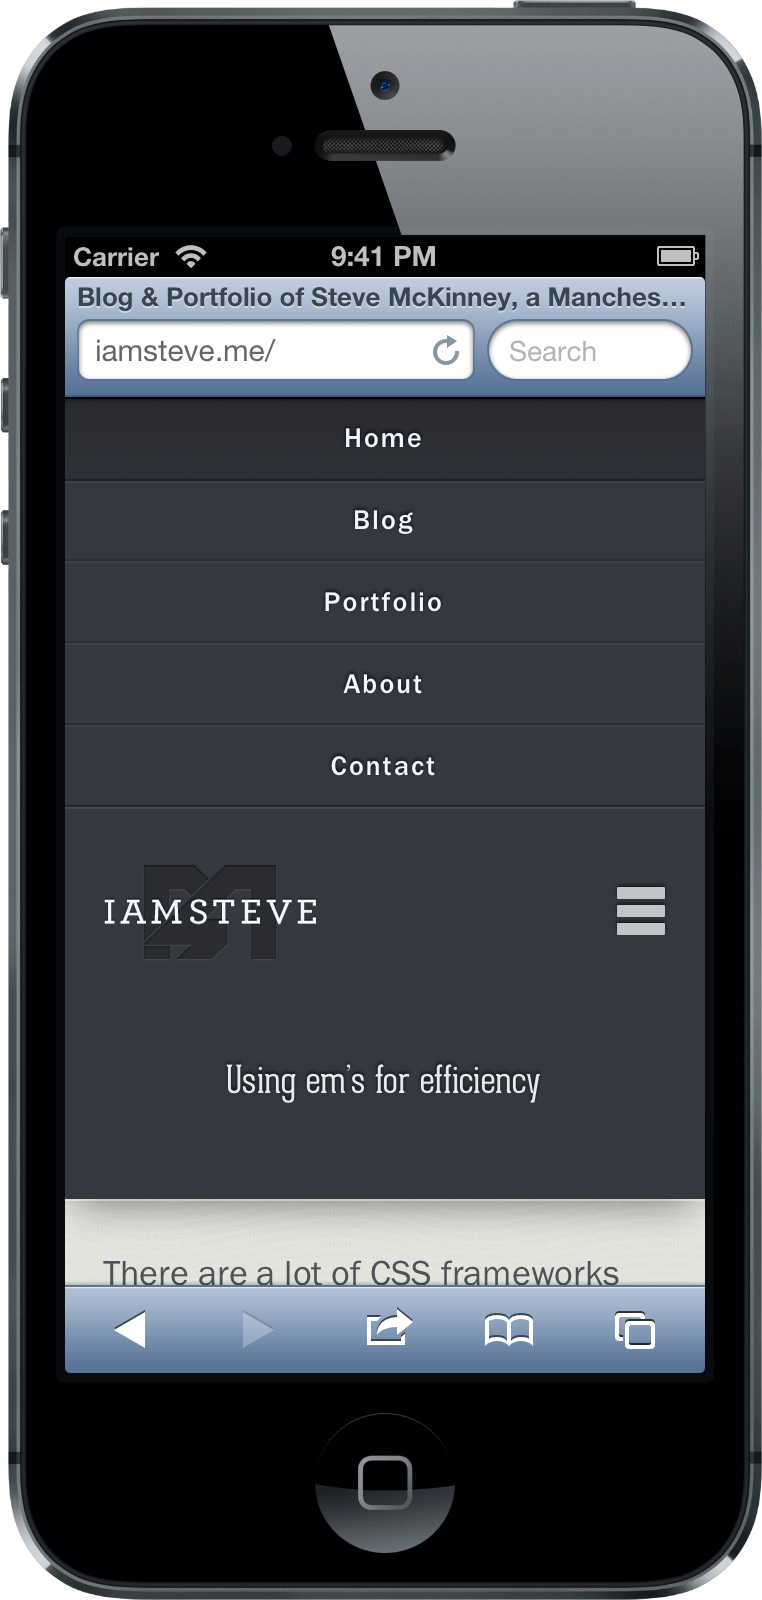 Carrier 9:41 PM
Blog & Portfolio of Steve McKinney, a Manches...
iamsteve.me/ Search
Home
Blog
Portfolio
About
Contact
IAMSTEVE
Using em's for efficiency
There are a lot of CSS frameworks